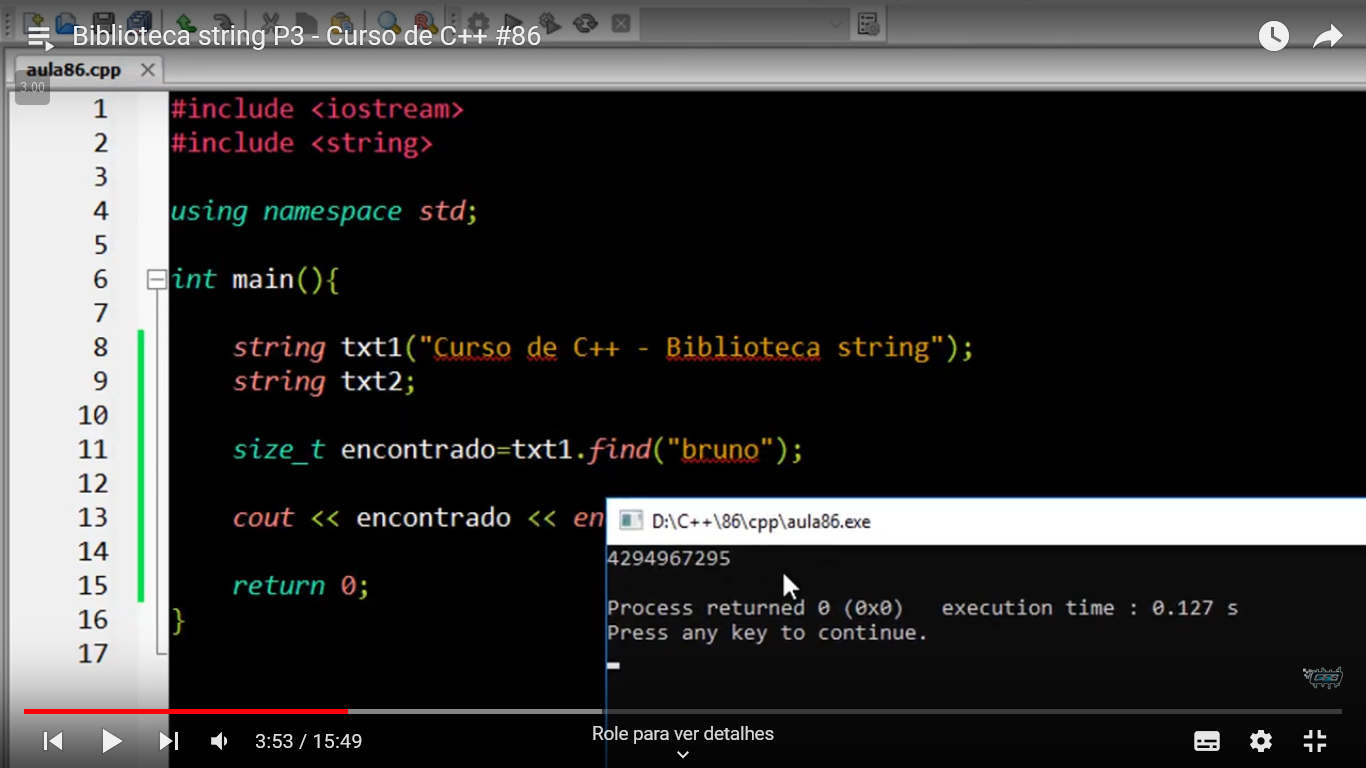 Biblioteca string P3 - Curso de C++ #86
aula86.cpp
3:00
1 #include <iostream>
2 #include <string>
3
4 using namespace std;
5
6 int main(){
7
8 string txt1("Curso de C++ - Biblioteca string");
9 string txt2;
10
11 size_t encontrado=txt1.find("bruno");
12
13 cout << encontrado << en
14
15 return 0;
16 }
17
D:\C++\86\cpp\aula86.exe
4294967295
Process returned 0 (0x0)   execution time : 0.127 s
Press any key to continue.
CFB
Role para ver detalhes
3:53 / 15:49